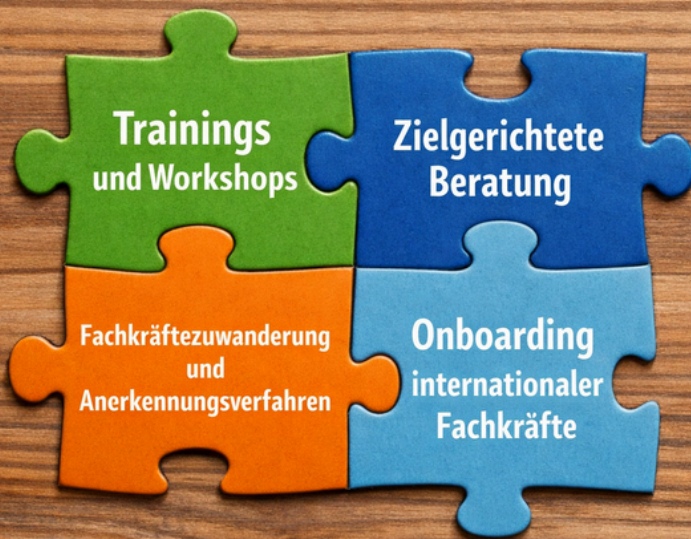 Trainings
und Workshops
Zielgerichtete
Beratung
Fachkräftezuwanderung
und
Anerkennungsverfahren
Onboarding
internationaler
Fachkräfte